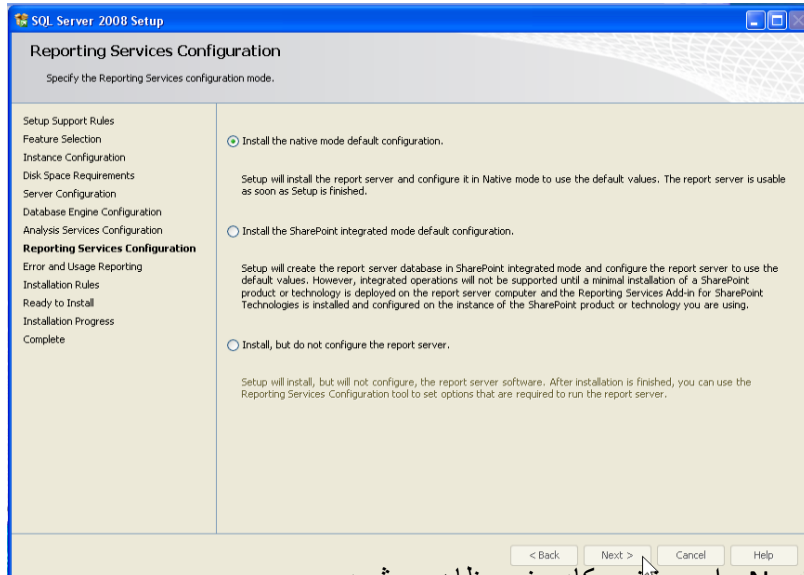 SQL Server 2008 Setup
Reporting Services Configuration
Specify the Reporting Services configuration mode.
Setup Support Rules
Feature Selection
Instance Configuration
Disk Space Requirements
Server Configuration
Database Engine Configuration
Analysis Services Configuration
Reporting Services Configuration
Error and Usage Reporting
Installation Rules
Ready to Install
Installation Progress
Complete
Install the native mode default configuration.
Setup will install the report server and configure it in Native mode to use the default values. The report server is usable
as soon as Setup is finished.
Install the SharePoint integrated mode default configuration.
Setup will create the report server database in SharePoint integrated mode and configure the report server to use the
default values. However, integrated operations will not be supported until a minimal installation of a SharePoint
product or technology is deployed on the report server computer and the Reporting Services Add-in for SharePoint
Technologies is installed and configured on the instance of the SharePoint product or technology you are using.
Install, but do not configure the report server.
Setup will install, but will not configure, the report server software. After installation is finished, you can use the
Reporting Services Configuration tool to set options that are required to run the report server.
< Back
Next >
Cancel
Help